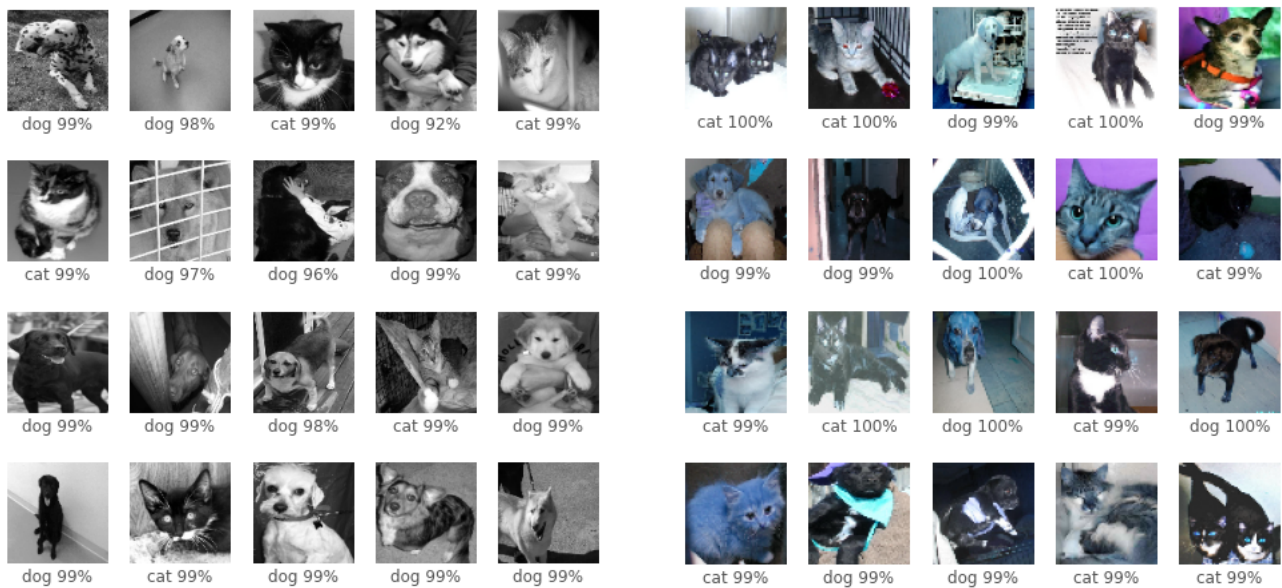 dog 99% dog 98% cat 99% dog 92% cat 99% cat 100% cat 100% dog 99% cat 100% dog 99%
cat 99% dog 97% dog 96% dog 99% cat 99% dog 99% dog 99% dog 100% cat 100% cat 99%
dog 99% dog 99% dog 98% cat 99% dog 99% cat 99% cat 100% dog 100% cat 99% dog 100%
dog 99% cat 99% dog 99% dog 99% dog 99% cat 99% dog 99% dog 99% cat 99% cat 99%